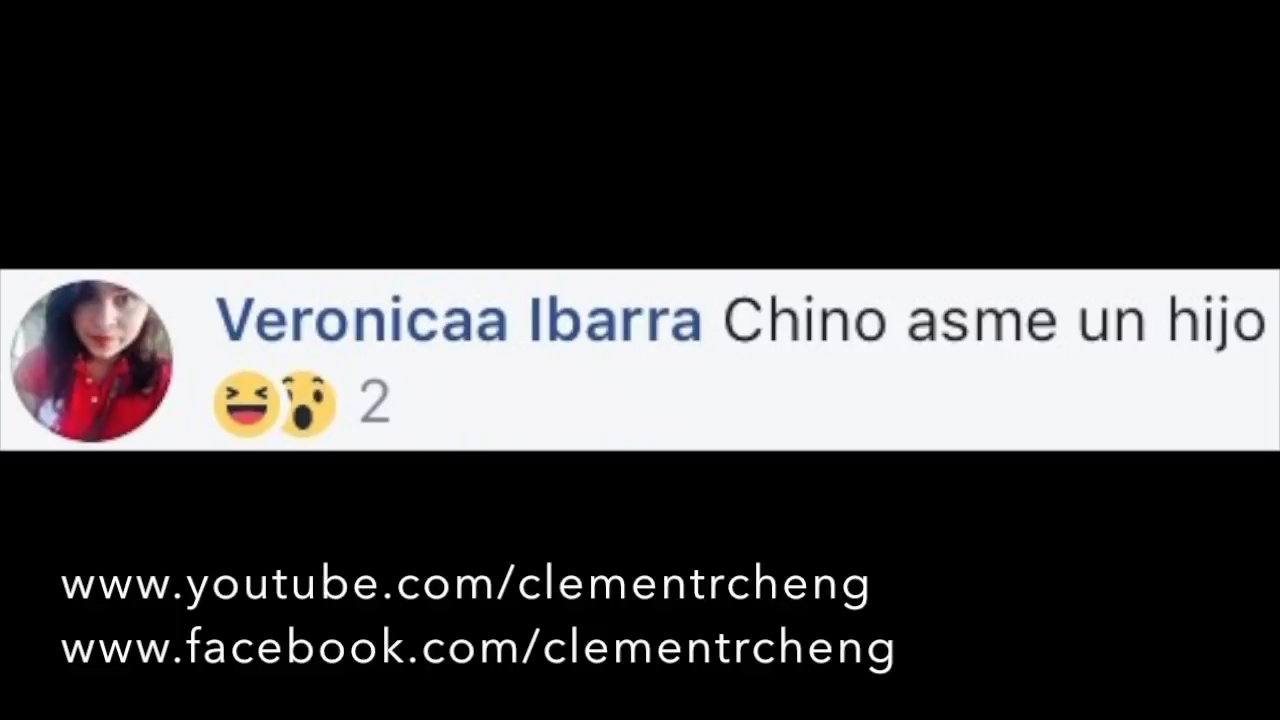 Veronicaa Ibarra Chino asme un hijo
2
www.youtube.com/clementrcheng
www.facebook.com/clementrcheng